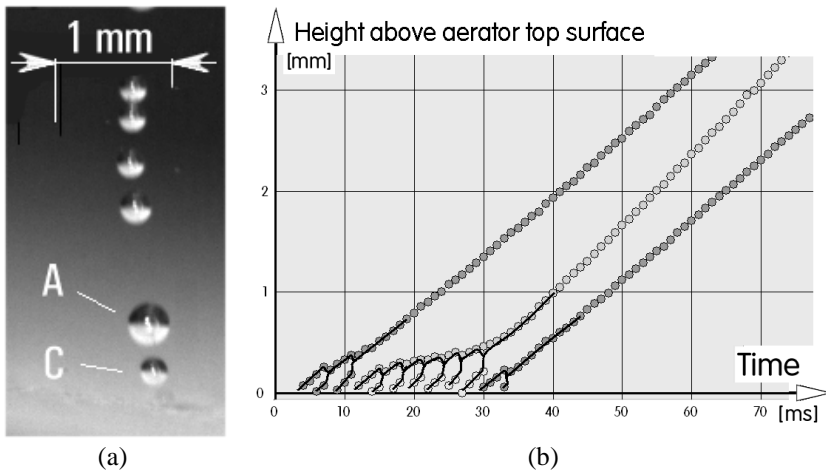 1 mm
A
C
(a)
Height above aerator top surface
[mm]
3
2
1
0
0 10 20 30 40 50 60 70 [ms]
Time
(b)